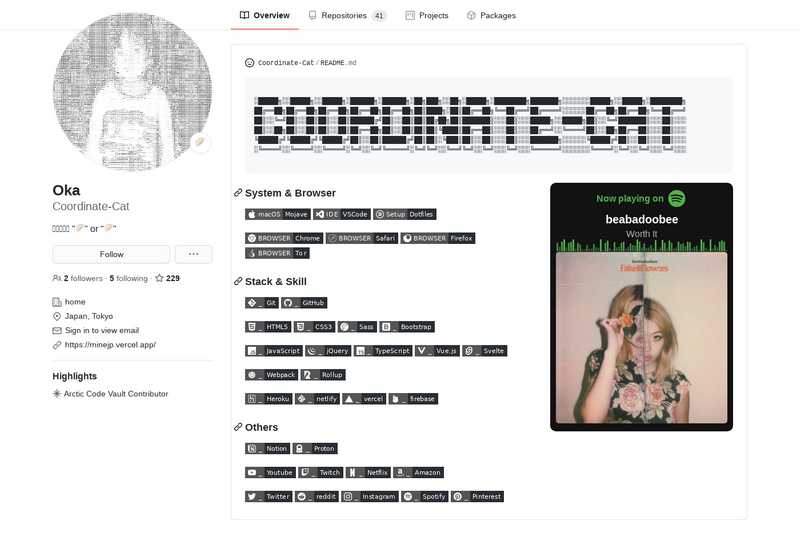 Overview
Repositories 41
Projects
Packages
Coordinate-Cat/README.md
COORDINATE-CAT
Oka
Coordinate-Cat
" " or " "
Follow
2 followers · 5 following · 229
home
Japan, Tokyo
Sign in to view email
https://minejp.vercel.app/
Highlights
Arctic Code Vault Contributor
System & Browser
macOS Mojave IDE VSCode Setup Dotfiles
BROWSER Chrome BROWSER Safari BROWSER Firefox
BROWSER Tor
Stack & Skill
_ Git _ GitHub
_ HTML5 _ CSS3 _ Sass _ Bootstrap
_ JavaScript _ jQuery _ TypeScript _ Vue.js _ Svelte
_ Webpack _ Rollup
_ Heroku _ netlify _ vercel _ firebase
Others
_ Notion _ Proton
_ Youtube _ Twitch _ Netflix _ Amazon
_ Twitter _ reddit _ Instagram _ Spotify _ Pinterest
Now playing on
beabadoobee
Worth It
beabadoobee
Fake It Flowers